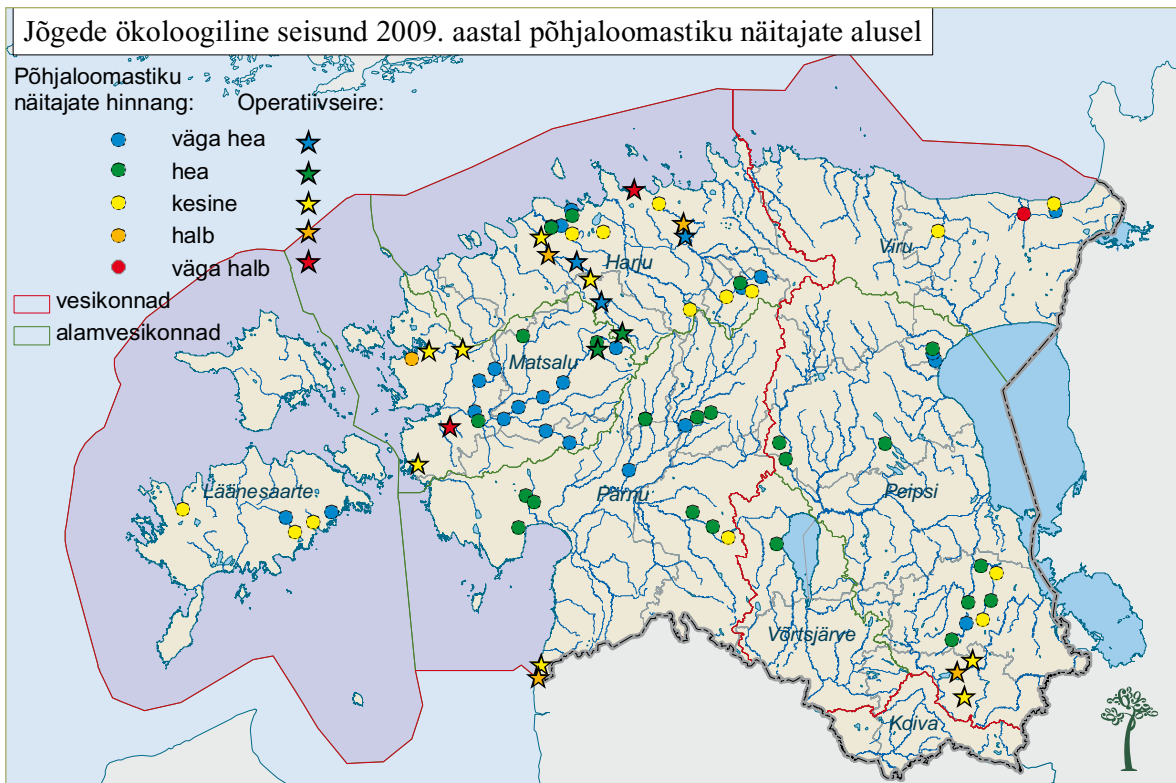 Jõgede ökoloogiline seisund 2009. aastal põhjaloomastiku näitajate alusel
Põhjaloomastiku
näitajate hinnang: Operatiivseire:
väga hea
hea
kesine
halb
väga halb
vesikonnad
alamvesikonnad
Viru
Harju
Matsalu
Läänesaarte
Pärnu
Peipsi
Võrtsjärve
Koiva